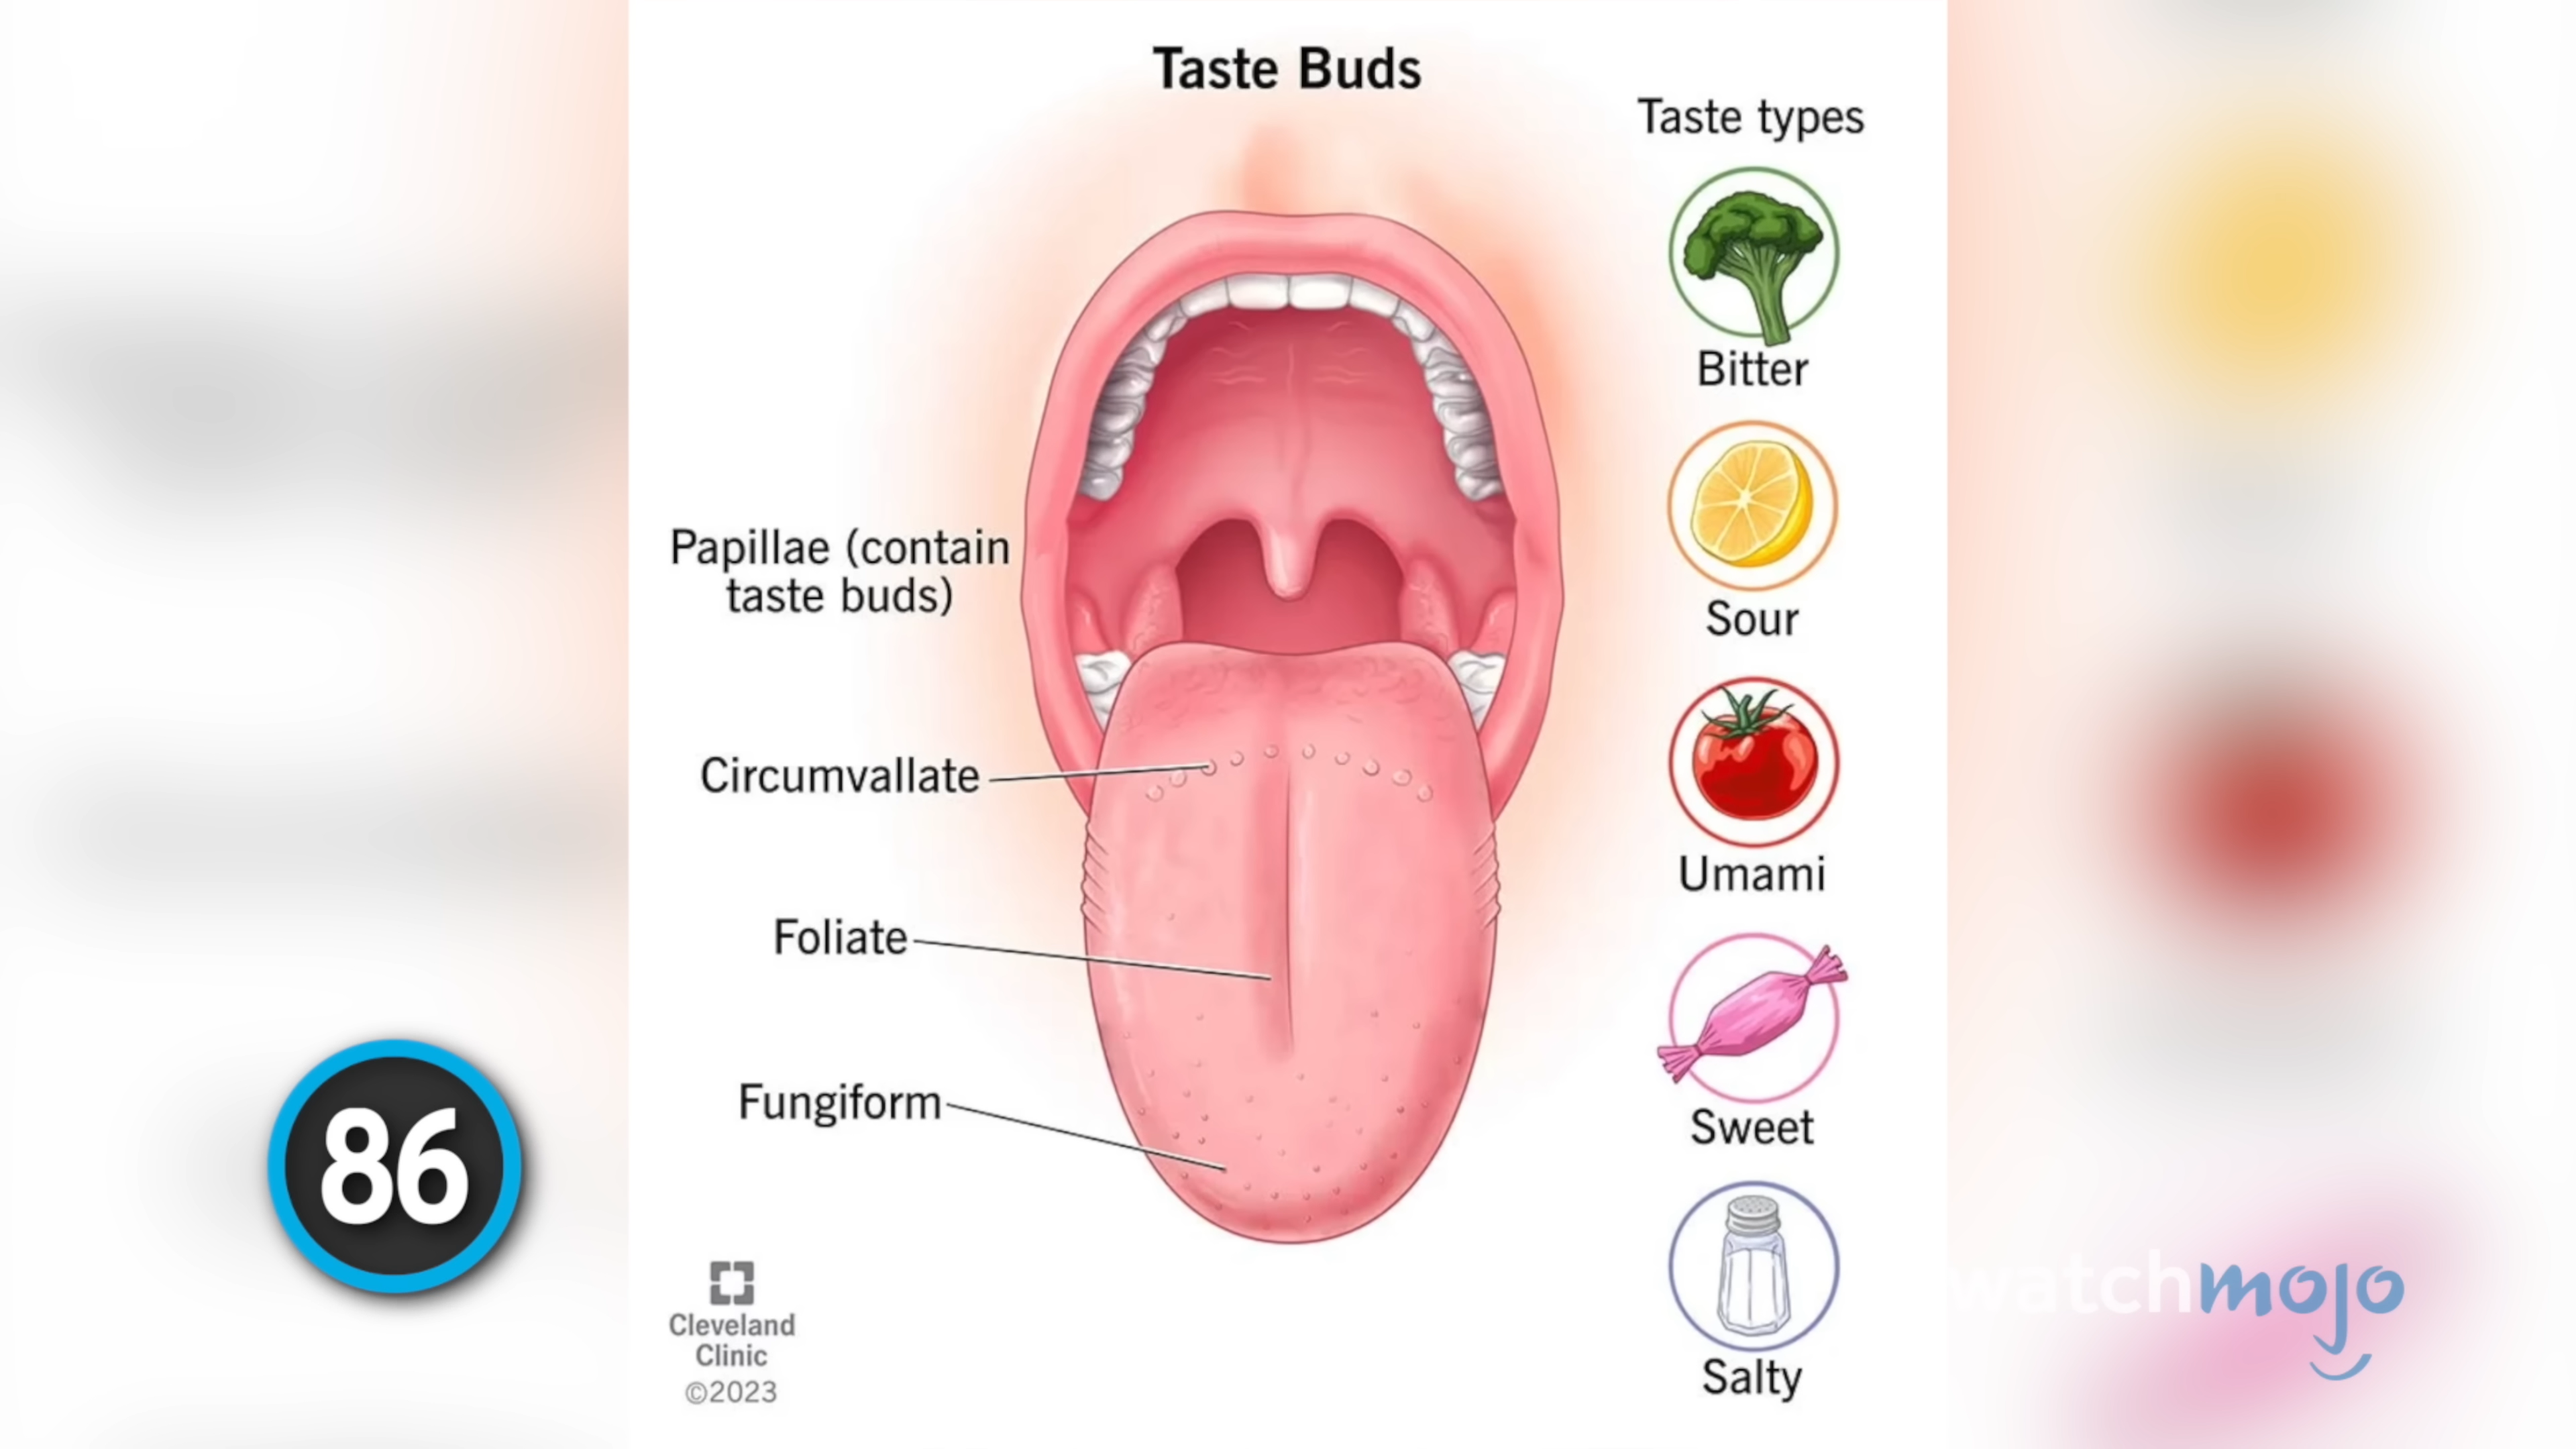 Taste Buds
Taste types
Bitter
Sour
Umami
Sweet
Salty
Papillae (contain
taste buds)
Circumvallate
Foliate
Fungiform
86
Cleveland
Clinic
©2023
watchmojo